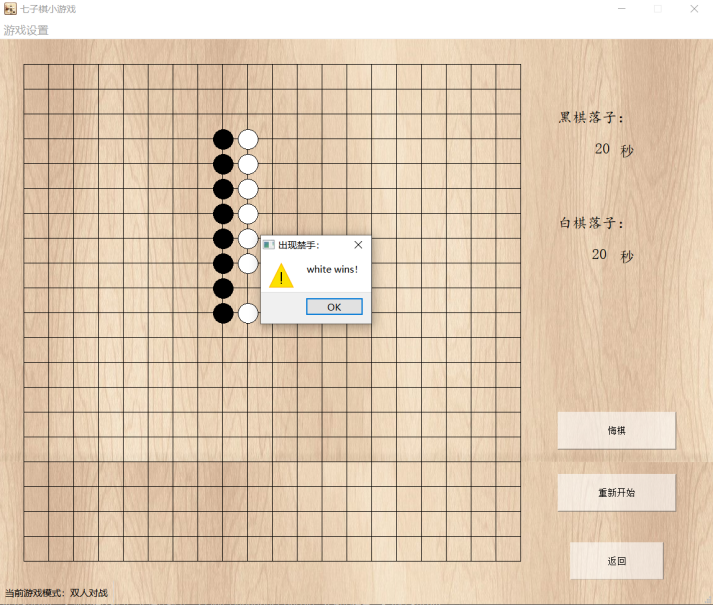 七子棋小游戏
游戏设置
黑棋落子：
20 秒
白棋落子：
20 秒
出现禁手：
white wins!
OK
悔棋
重新开始
返回
当前游戏模式：双人对战